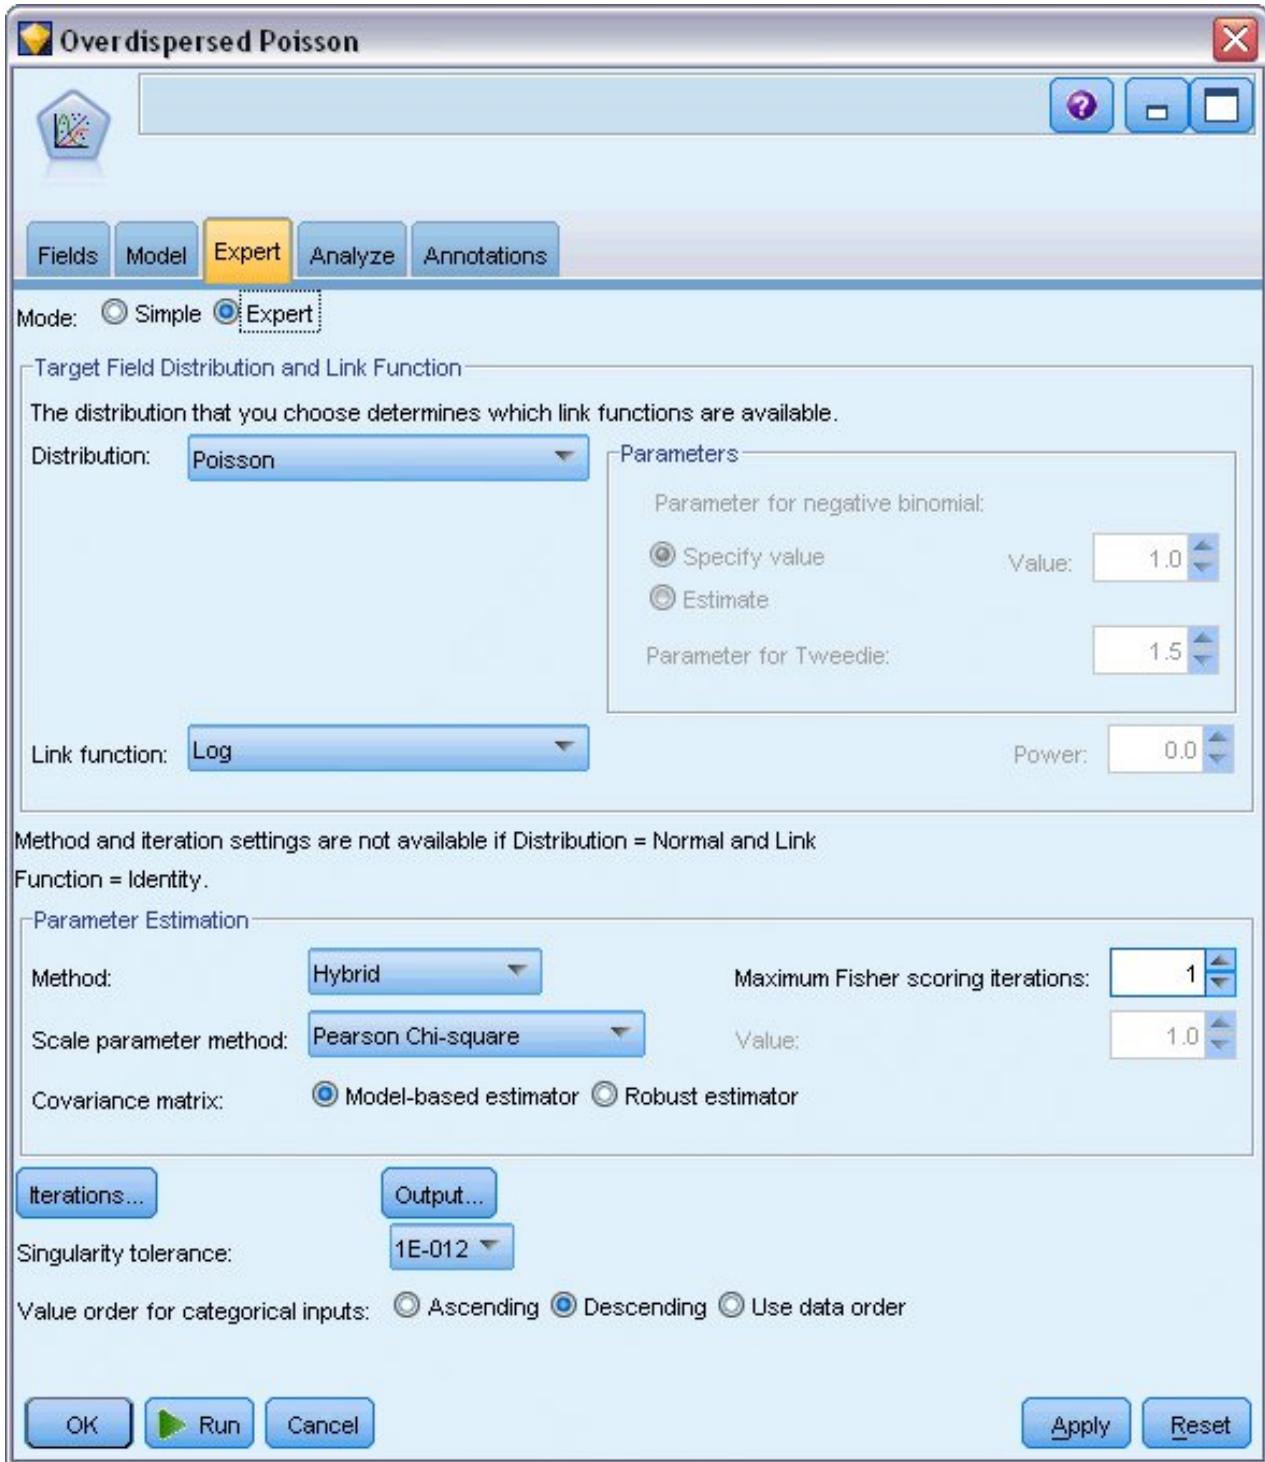 Overdispersed Poisson
Fields Model Expert Analyze Annotations
Mode: Simple Expert
Target Field Distribution and Link Function
The distribution that you choose determines which link functions are available.
Distribution: Poisson
Parameters
Parameter for negative binomial:
Specify value Value: 1.0
Estimate
Parameter for Tweedie: 1.5
Link function: Log Power: 0.0
Method and iteration settings are not available if Distribution = Normal and Link
Function = Identity.
Parameter Estimation
Method: Hybrid Maximum Fisher scoring iterations: 1
Scale parameter method: Pearson Chi-square Value: 1.0
Covariance matrix: Model-based estimator Robust estimator
Iterations... Output...
Singularity tolerance: 1E-012
Value order for categorical inputs: Ascending Descending Use data order
OK Run Cancel Apply Reset